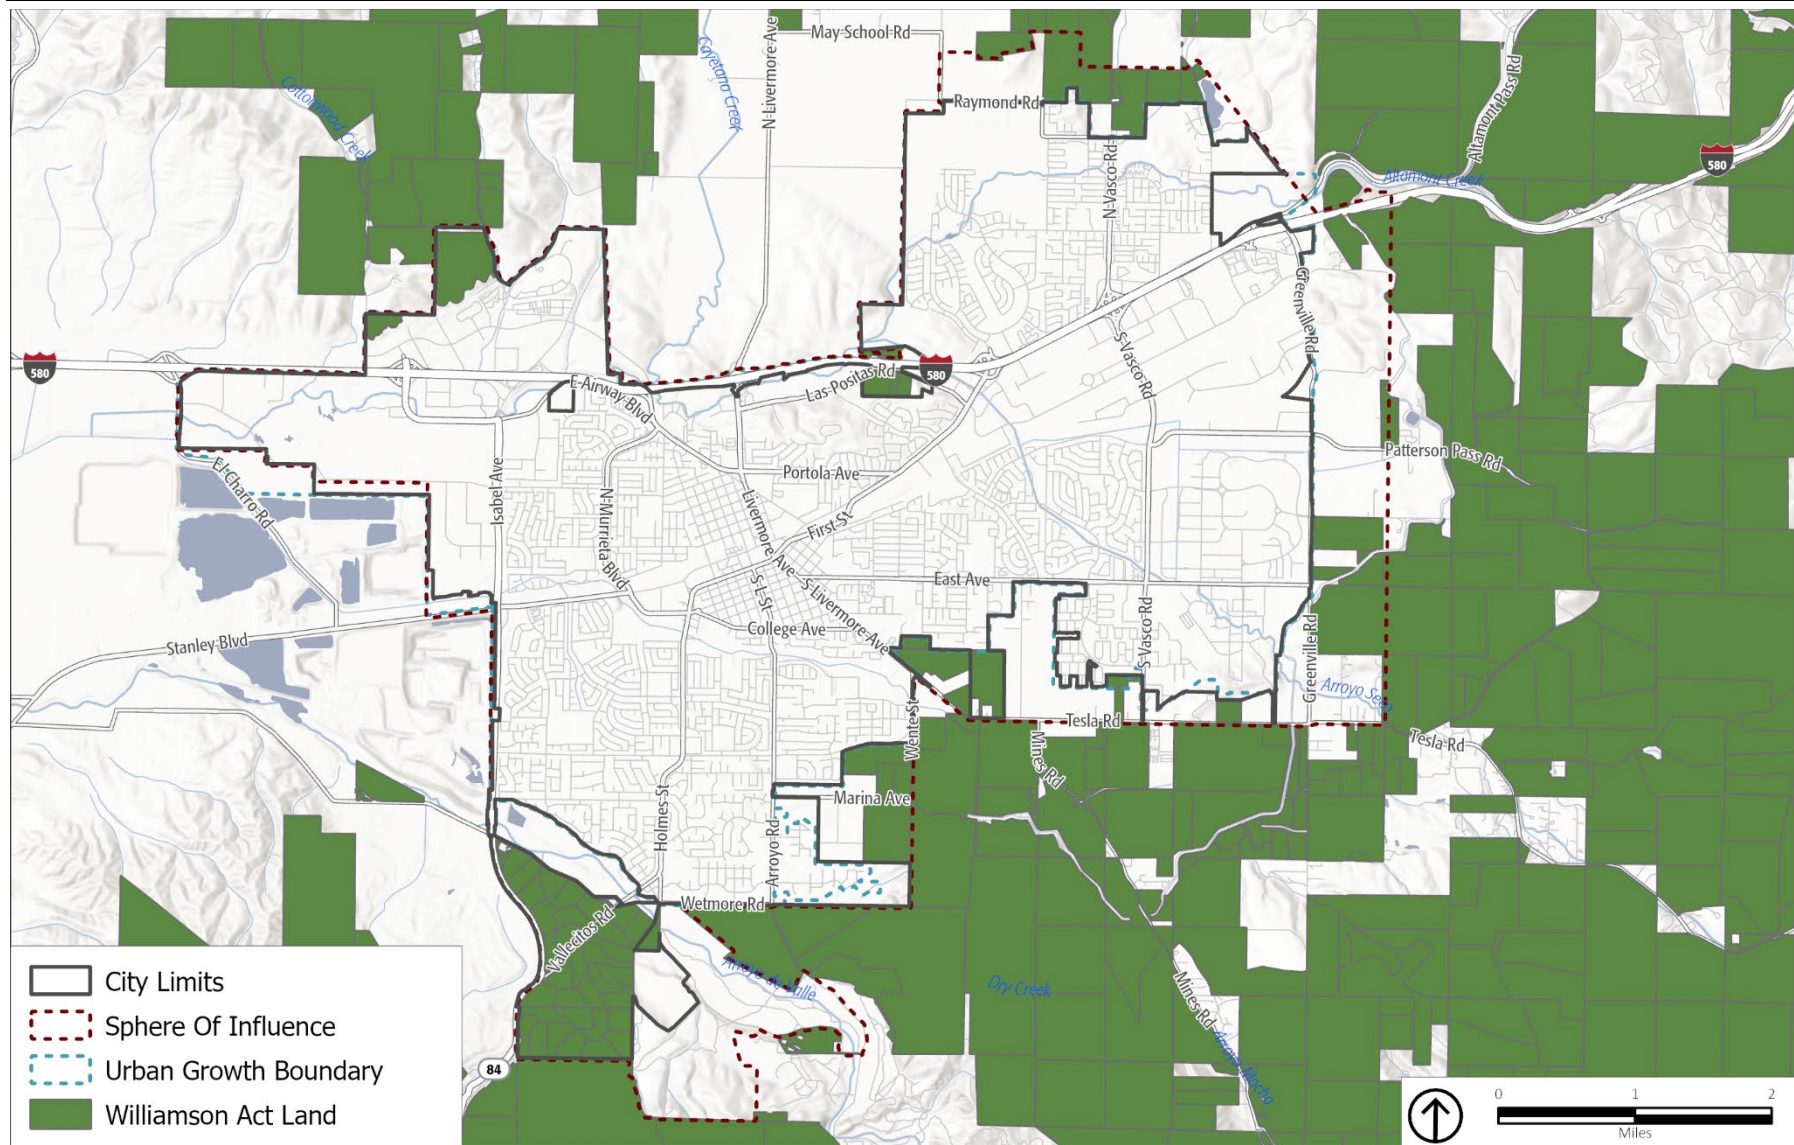 May School Rd
N Livermore Ave
Cayetano Creek
Cottonwood Creek
Raymond Rd
Altamont Pass Rd
580
Altamont Creek
N Vasco Rd
Greenville Rd
580
580
Las Positas Rd
E Airway Blvd
S Vasco Rd
Patterson Pass Rd
Portola Ave
El Charro Rd
Isabel Ave
N Murrieta Blvd
Livermore Ave
First St
East Ave
S L St
S Livermore Ave
College Ave
Stanley Blvd
S Vasco Rd
Greenville Rd
Arroyo Seco
Tesla Rd
Tesla Rd
Wente St
Mines Rd
Marina Ave
Holmes St
Arroyo Rd
Wetmore Rd
Vallecitos Rd
Arroyo de Valle
Dry Creek
Mines Rd
Arroyo Mocho
84
City Limits
Sphere Of Influence
Urban Growth Boundary
Williamson Act Land
0 1 2
Miles